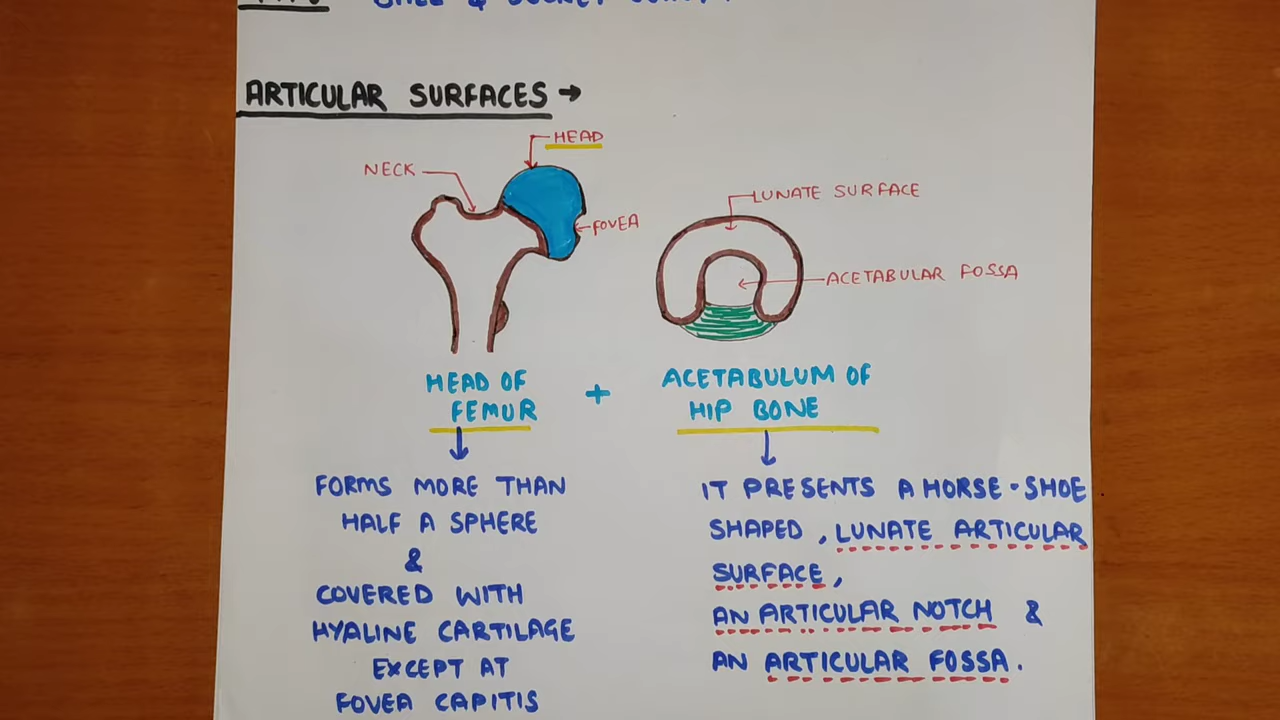 ARTICULAR SURFACES →
HEAD
NECK
FOVEA
LUNATE SURFACE
ACETABULAR FOSSA
HEAD OF
FEMUR
+
ACETABULUM OF
HIP BONE
FORMS MORE THAN
HALF A SPHERE
&
COVERED WITH
HYALINE CARTILAGE
EXCEPT AT
FOVEA CAPITIS
IT PRESENTS A HORSE-SHOE
SHAPED, LUNATE ARTICULAR
SURFACE,
AN ARTICULAR NOTCH &
AN ARTICULAR FOSSA.